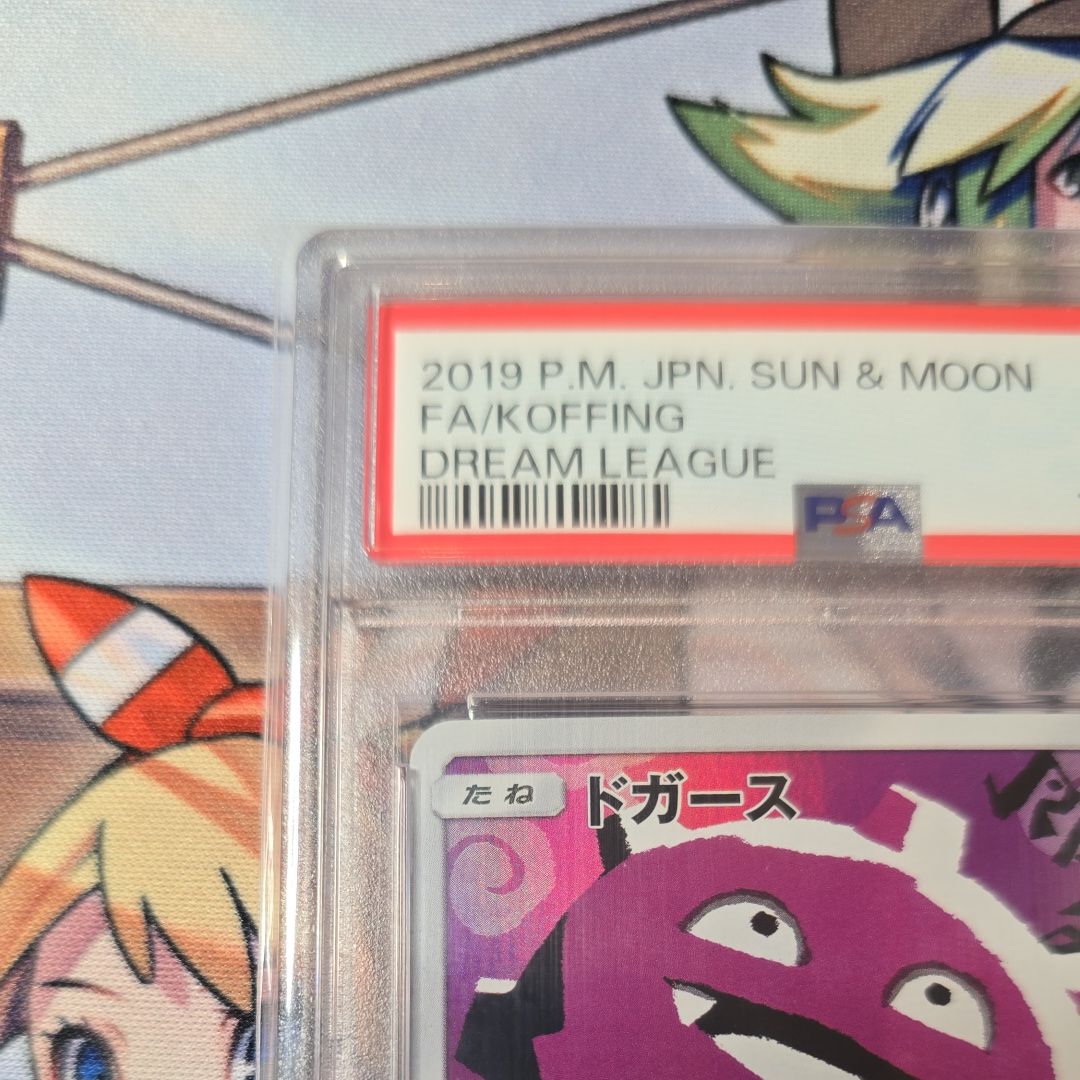 2019 P.M. JPN. SUN & MOON
FA/KOFFING
DREAM LEAGUE
PSA
たね
ドガース